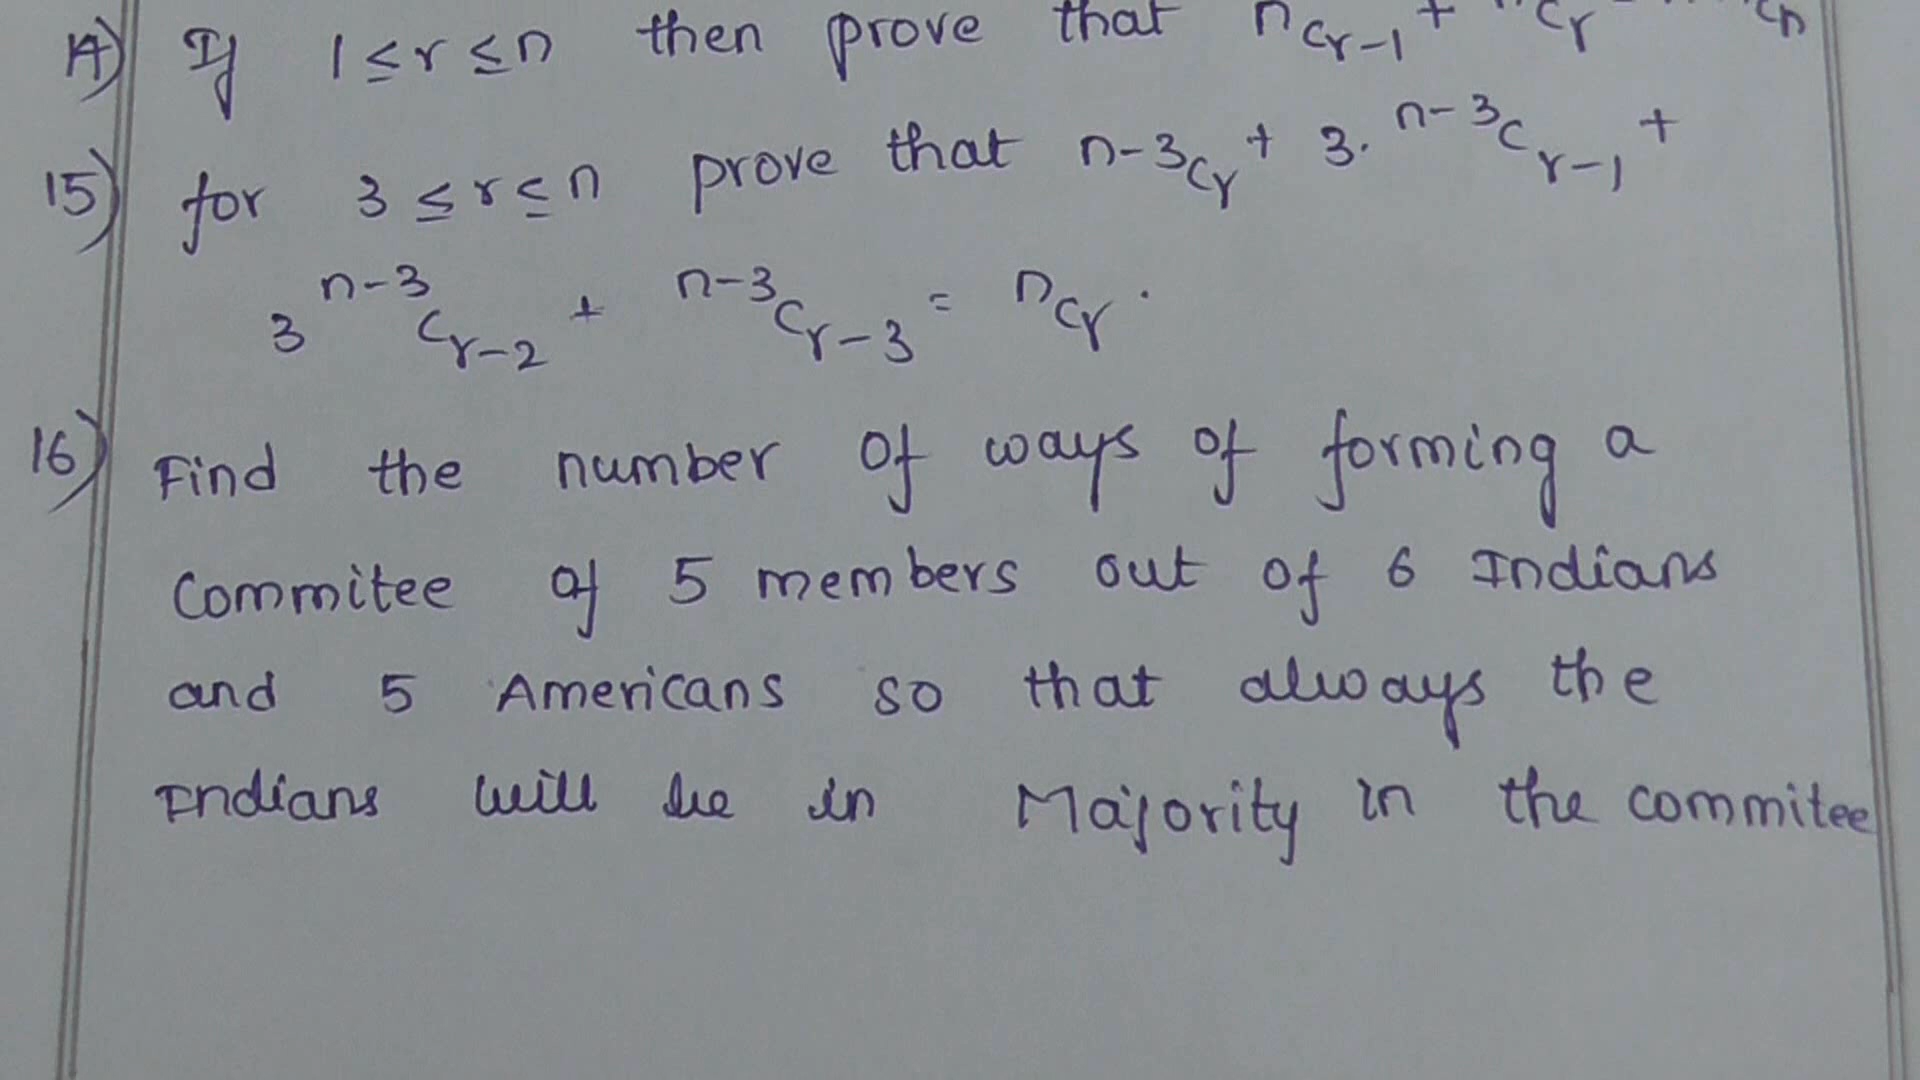 14) If 1 ≤ r ≤ n then prove that nCr-1 + nCr
15) for 3 ≤ r ≤ n prove that n-3Cr + 3. n-3Cr-1 +
3 n-3Cr-2 + n-3Cr-3 = nCr.
16) Find the number of ways of forming a
Commitee of 5 members out of 6 Indians
and 5 Americans so that always the
Indians will be in Majority in the commitee